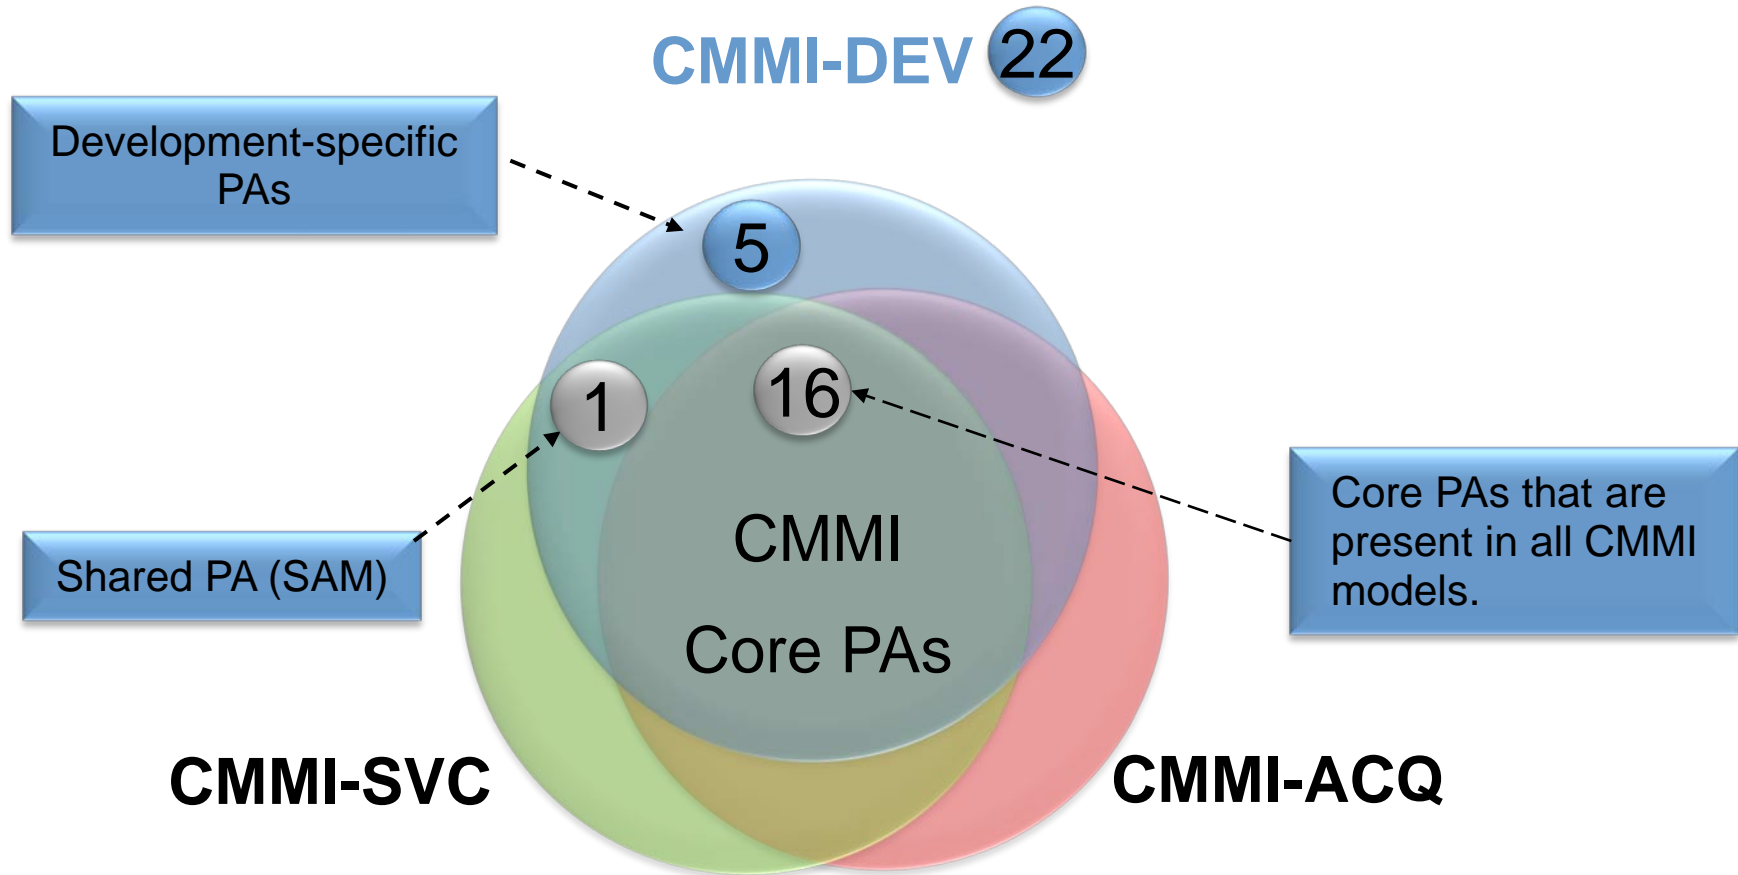 CMMI-DEV 22
Development-specific
PAs
5
1
16
Shared PA (SAM)
CMMI
Core PAs
Core PAs that are
present in all CMMI
models.
CMMI-SVC
CMMI-ACQ